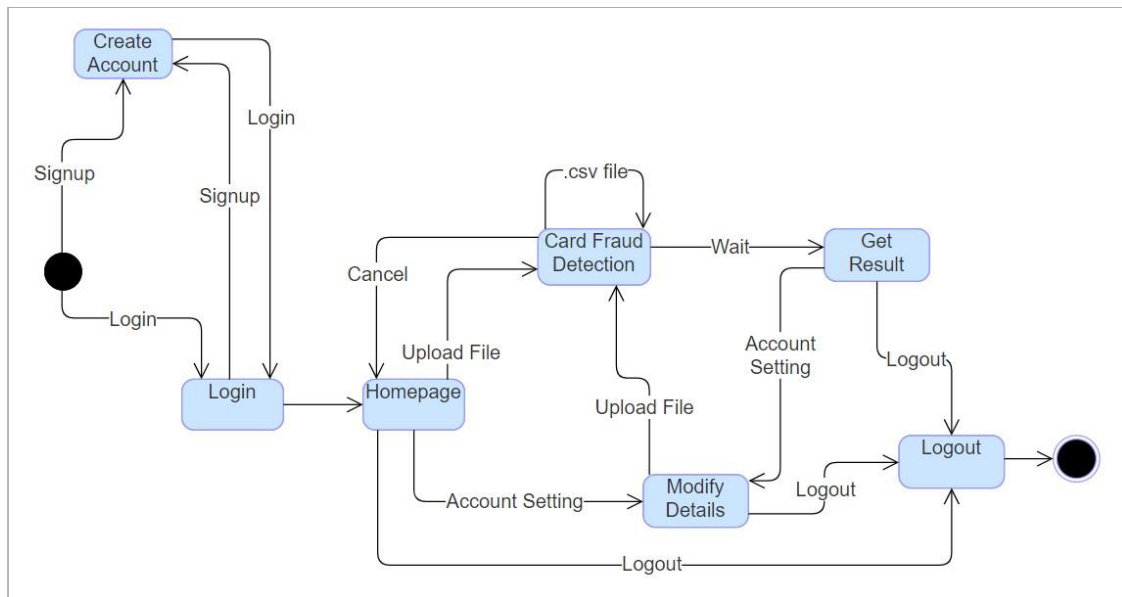 Create
Account
Login
Signup
Signup
Login
Login
.csv file
Card Fraud
Detection
Wait
Get
Result
Cancel
Upload File
Homepage
Account
Setting
Logout
Upload File
Logout
Modify
Details
Account Setting
Logout
Logout